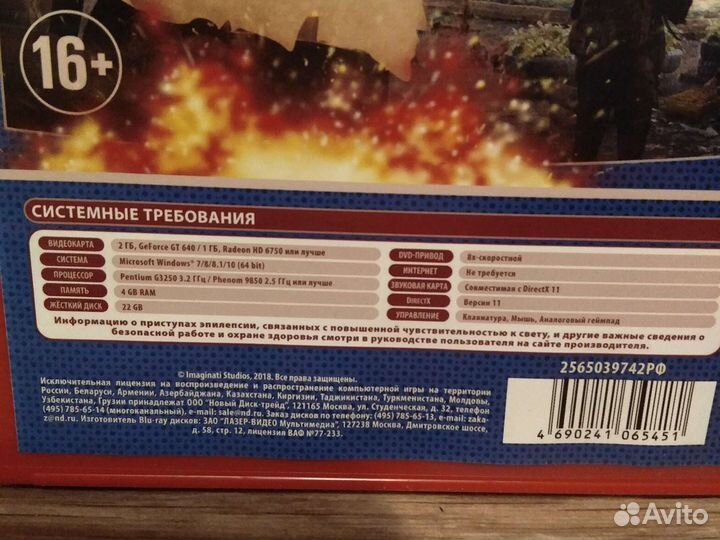 16+
СИСТЕМНЫЕ ТРЕБОВАНИЯ
ВИДЕОКАРТА 2 ГБ, GeForce GT 640 / 1 ГБ, Radeon HD 6750 или лучше
СИСТЕМА Microsoft Windows® 7/8/8.1/10 (64 bit)
ПРОЦЕССОР Pentium G3250 3.2 ГГц / Phenom 9850 2.5 ГГц или лучше
ПАМЯТЬ 4 GB RAM
ЖЁСТКИЙ ДИСК 22 GB
DVD-ПРИВОД 8х-скоростной
ИНТЕРНЕТ Не требуется
ЗВУКОВАЯ КАРТА Совместимая с DirectX 11
DIRECTX Версии 11
УПРАВЛЕНИЕ Клавиатура, Мышь, Аналоговый геймпад
Информацию о приступах эпилепсии, связанных с повышенной чувствительностью к свету, и другие важные сведения о
безопасной работе и охране здоровья смотри в руководстве пользователя на сайте производителя.
© Imaginati Studios, 2018. Все права защищены.
Исключительная лицензия на воспроизведение и распространение компьютерной игры на территории
России, Беларуси, Армении, Азербайджана, Казахстана, Киргизии, Таджикистана, Туркменистана, Молдовы,
Узбекистана, Грузии принадлежат ООО "Новый Диск-трейд", 121165 Москва, ул. Студенческая, д. 32, телефон
(495) 785-65-14 (многоканальный), e-mail: sale@nd.ru. Заказ дисков по телефону: (495) 785-65-13, e-mail: zaka-
z@nd.ru. Изготовитель Blu-ray дисков: ЗАО "ЛАЗЕР-ВИДЕО Мультимедиа", 127238 Москва, Дмитровское шоссе,
д. 58, стр. 12, лицензия ВАФ №77-233.
2565039742РФ
4 690241 065451
Avito